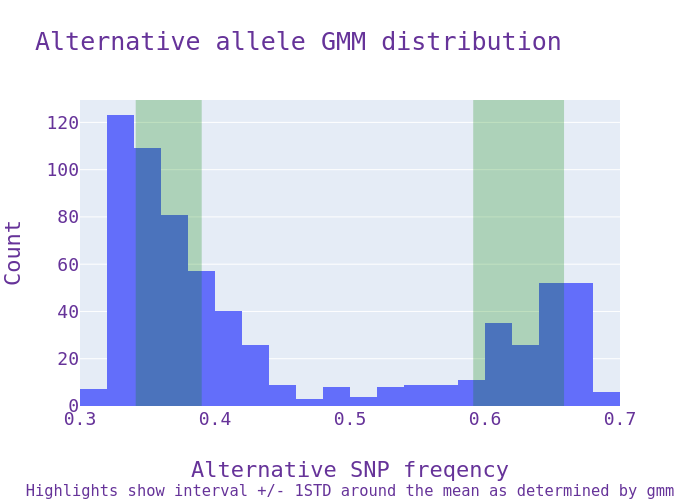 Alternative allele GMM distribution
120
100
80
60
40
20
0
Count
0.3 0.4 0.5 0.6 0.7
Alternative SNP freqency
Highlights show interval +/- 1STD around the mean as determined by gmm